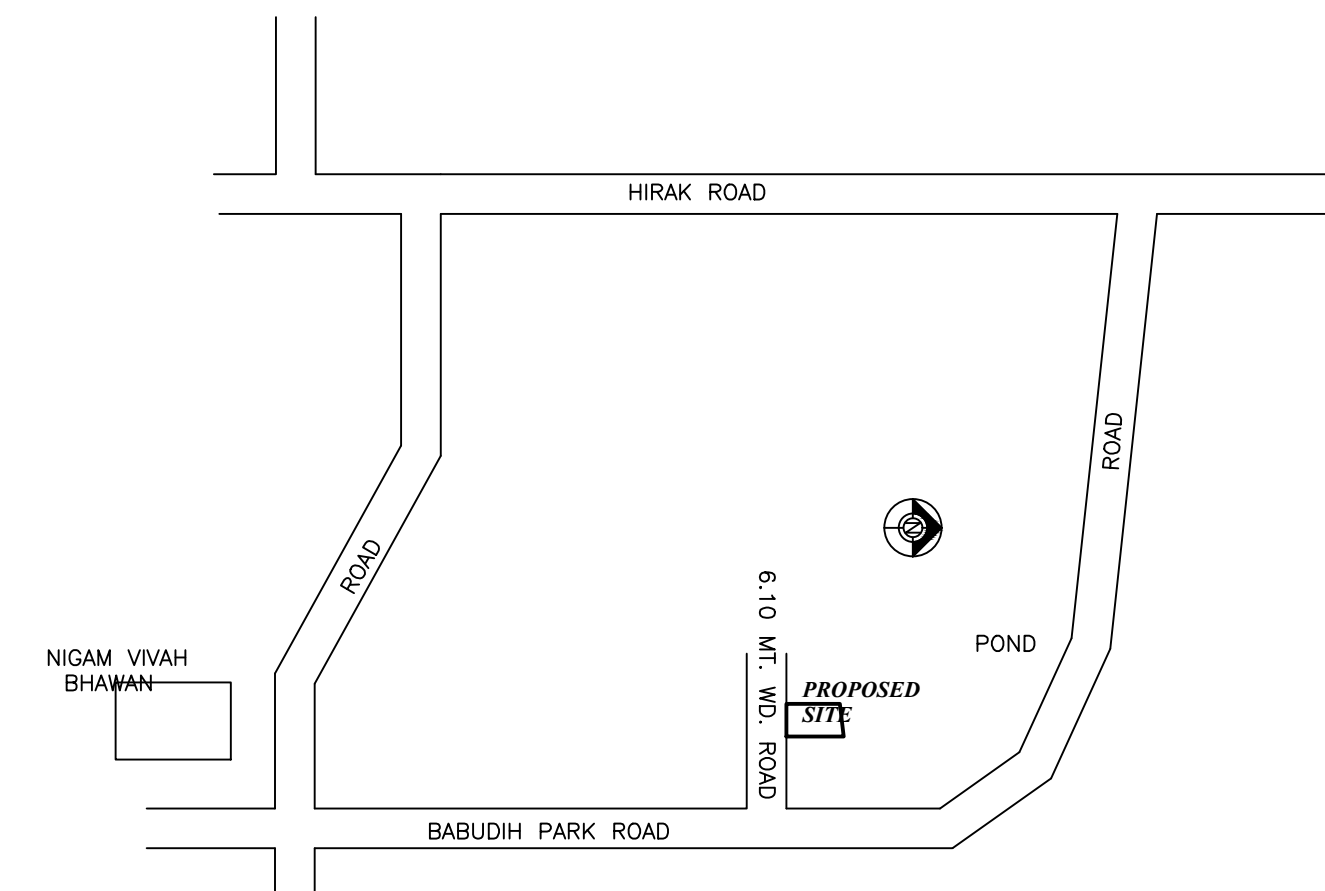 HIRAK ROAD
ROAD
N
ROAD
6.10 MT. WD. ROAD
POND
NIGAM VIVAH
BHAWAN
PROPOSED
SITE
BABUDIH PARK ROAD